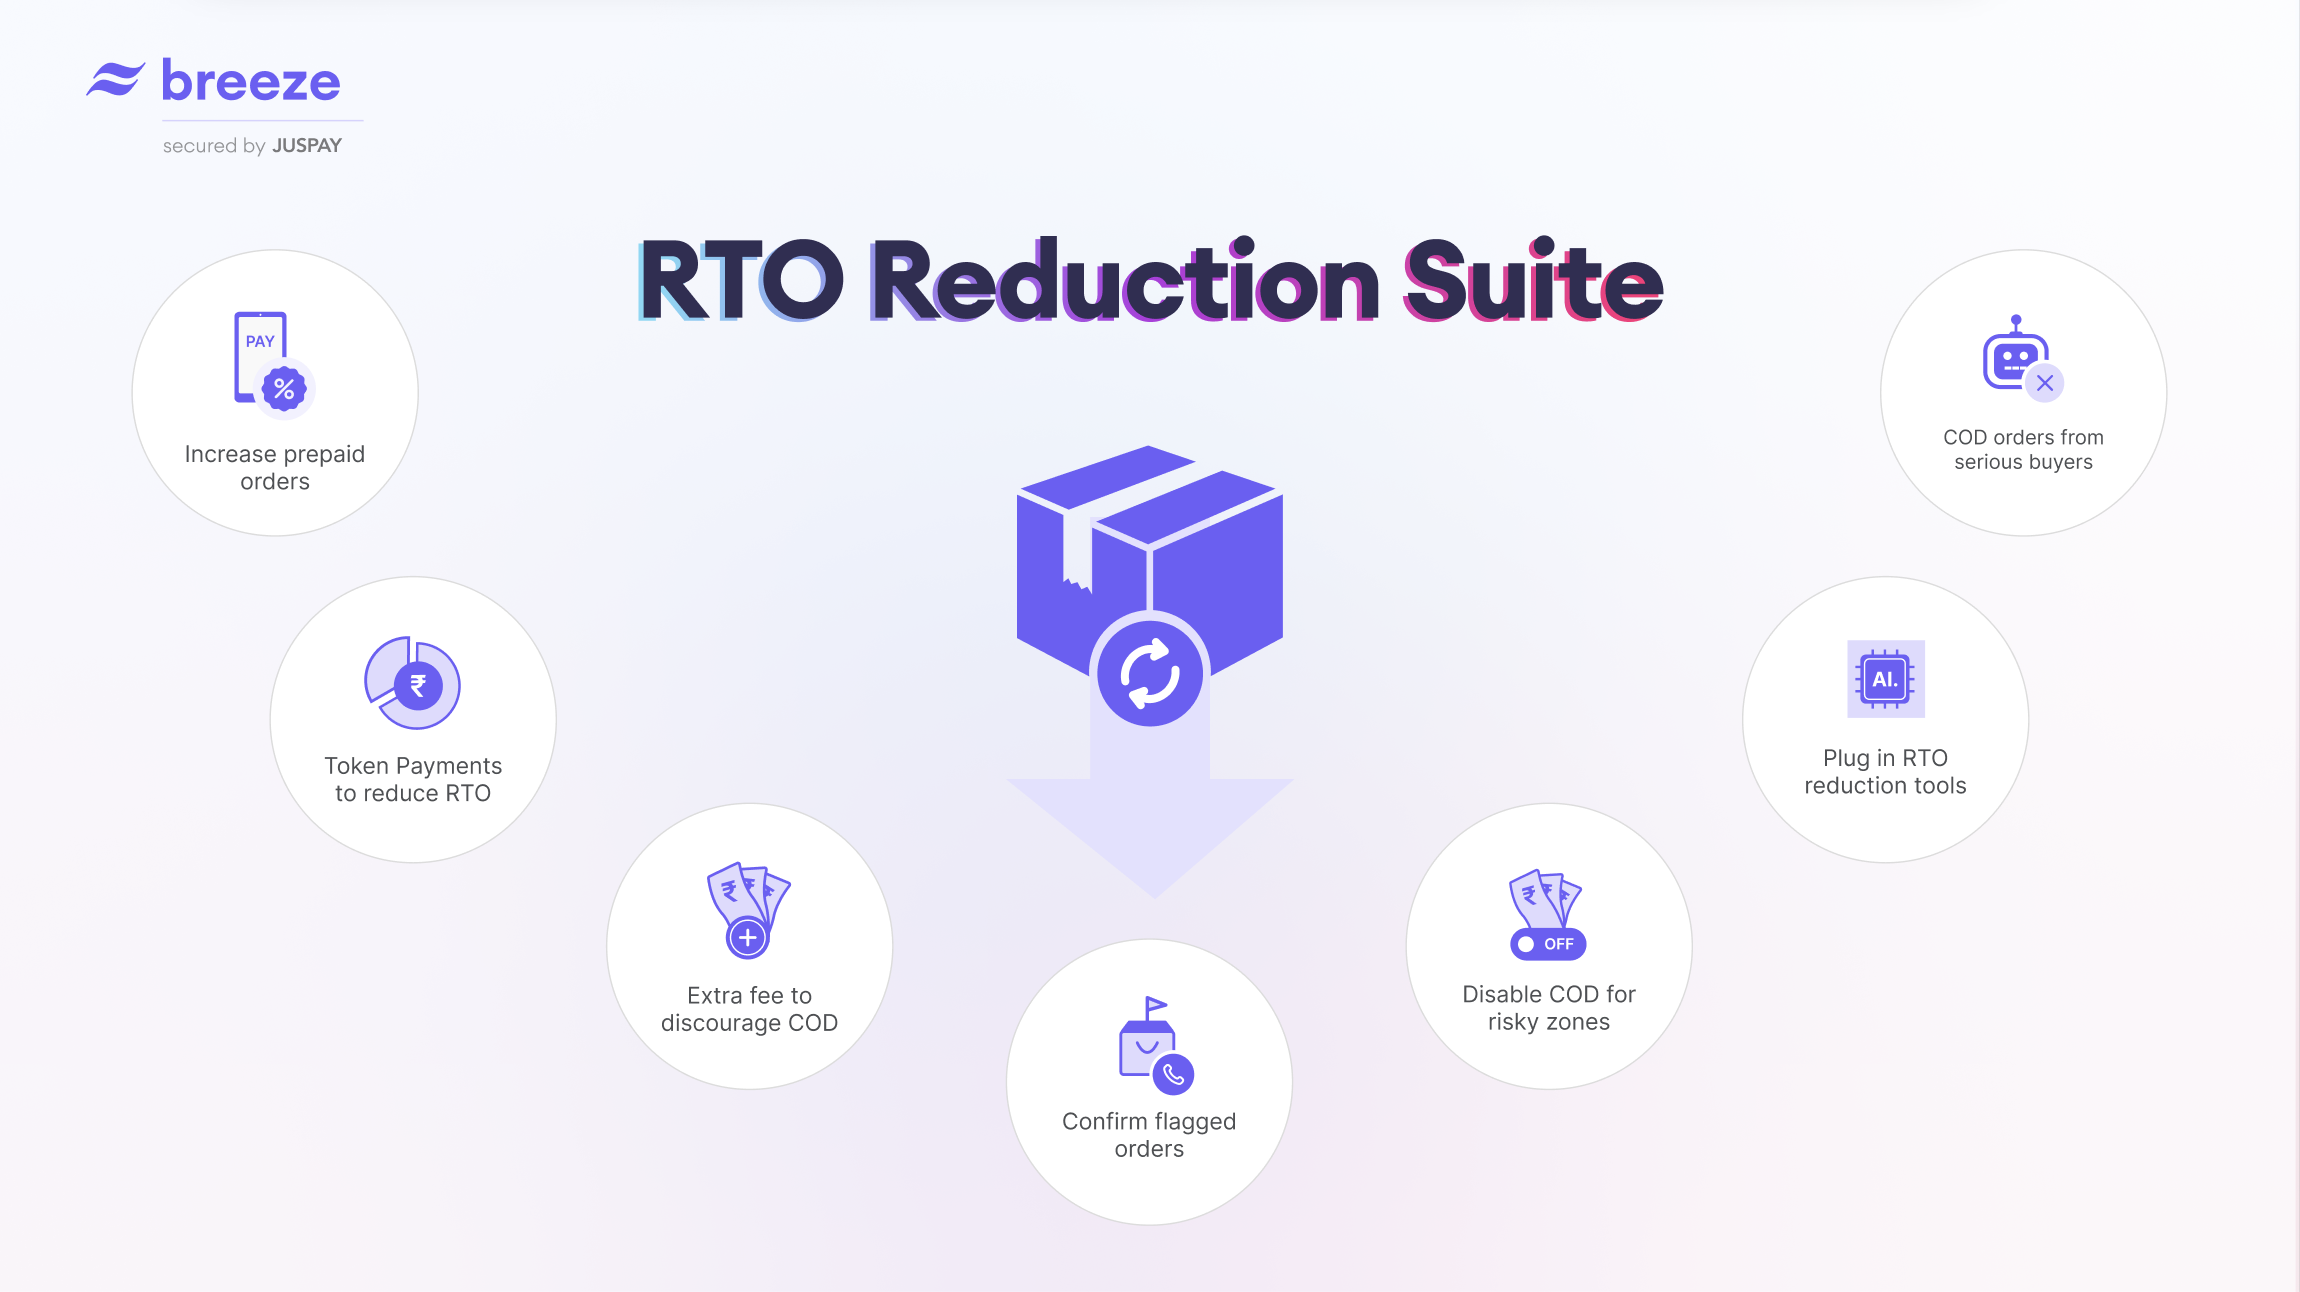 breeze
secured by JUSPAY
RTO Reduction Suite
PAY
%
Increase prepaid
orders
₹
Token Payments
to reduce RTO
₹ ₹ ₹
Extra fee to
discourage COD
Confirm flagged
orders
₹ ₹ ₹
OFF
Disable COD for
risky zones
AI.
Plug in RTO
reduction tools
COD orders from
serious buyers